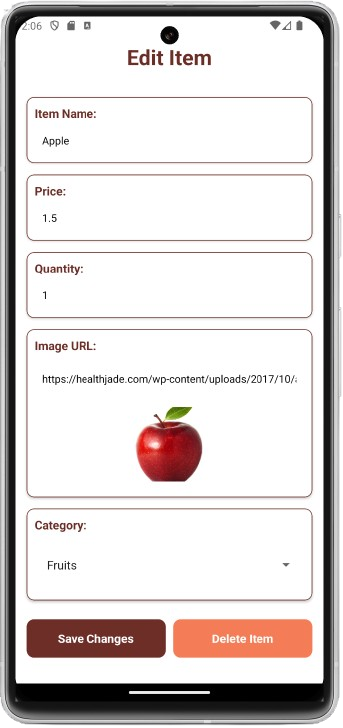 2:06
Edit Item
Item Name:
Apple
Price:
1.5
Quantity:
1
Image URL:
https://healthjade.com/wp-content/uploads/2017/10/
Category:
Fruits
Save Changes
Delete Item